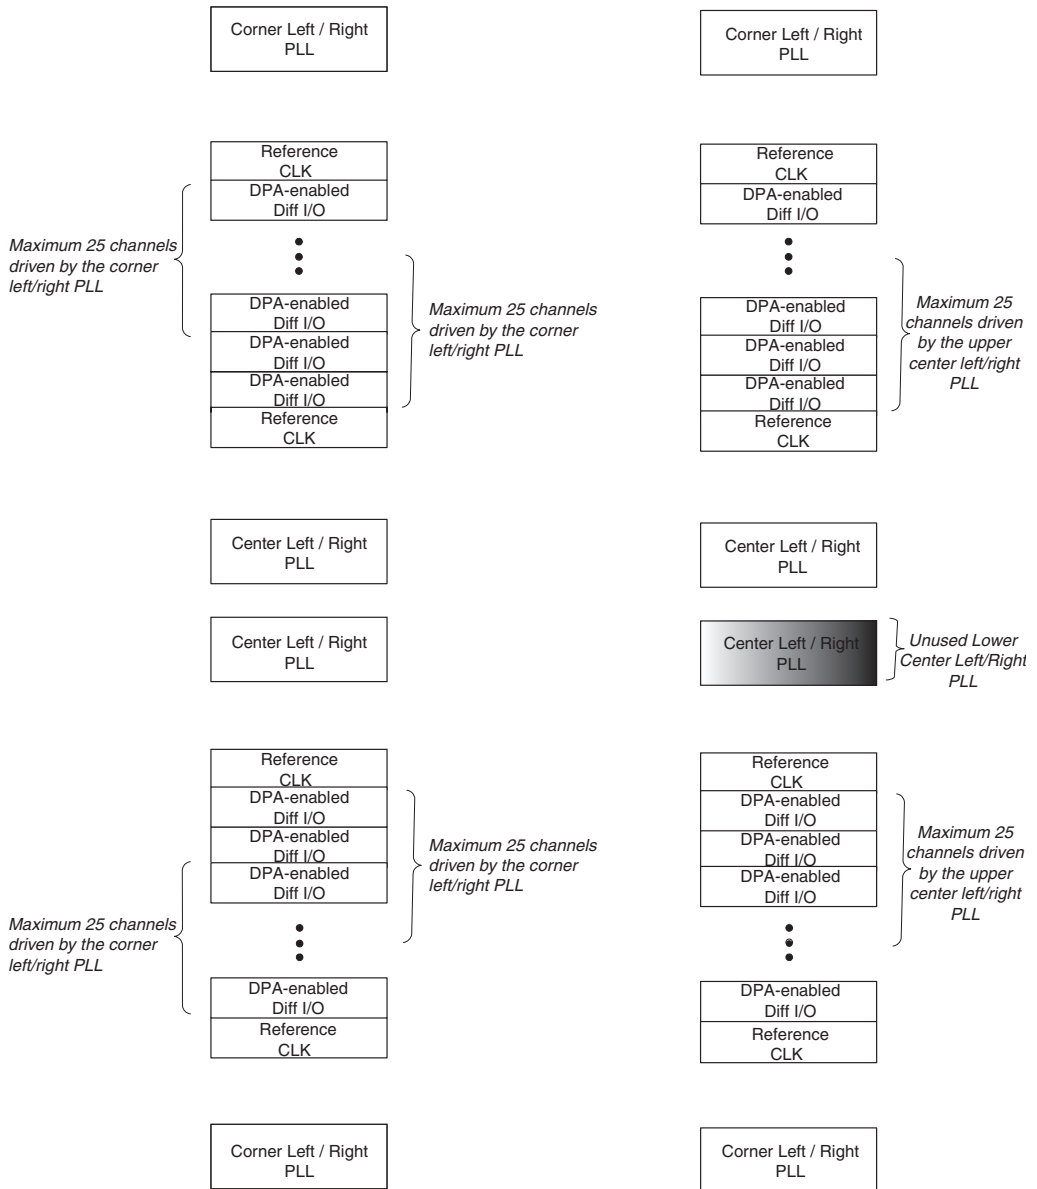 Corner Left / Right
PLL
Reference
CLK
DPA-enabled
Diff I/O
Maximum 25 channels
driven by the corner
left/right PLL
DPA-enabled
Diff I/O
DPA-enabled
Diff I/O
DPA-enabled
Diff I/O
Reference
CLK
Maximum 25 channels
driven by the corner
left/right PLL
Center Left / Right
PLL
Center Left / Right
PLL
Reference
CLK
DPA-enabled
Diff I/O
DPA-enabled
Diff I/O
DPA-enabled
Diff I/O
Maximum 25 channels
driven by the corner
left/right PLL
Maximum 25 channels
driven by the corner
left/right PLL
DPA-enabled
Diff I/O
Reference
CLK
Corner Left / Right
PLL
Corner Left / Right
PLL
Reference
CLK
DPA-enabled
Diff I/O
DPA-enabled
Diff I/O
DPA-enabled
Diff I/O
DPA-enabled
Diff I/O
Reference
CLK
Maximum 25
channels driven
by the upper
center left/right
PLL
Center Left / Right
PLL
Center Left / Right
PLL
Unused Lower
Center Left/Right
PLL
Reference
CLK
DPA-enabled
Diff I/O
DPA-enabled
Diff I/O
DPA-enabled
Diff I/O
Maximum 25
channels driven
by the upper
center left/right
PLL
DPA-enabled
Diff I/O
Reference
CLK
Corner Left / Right
PLL